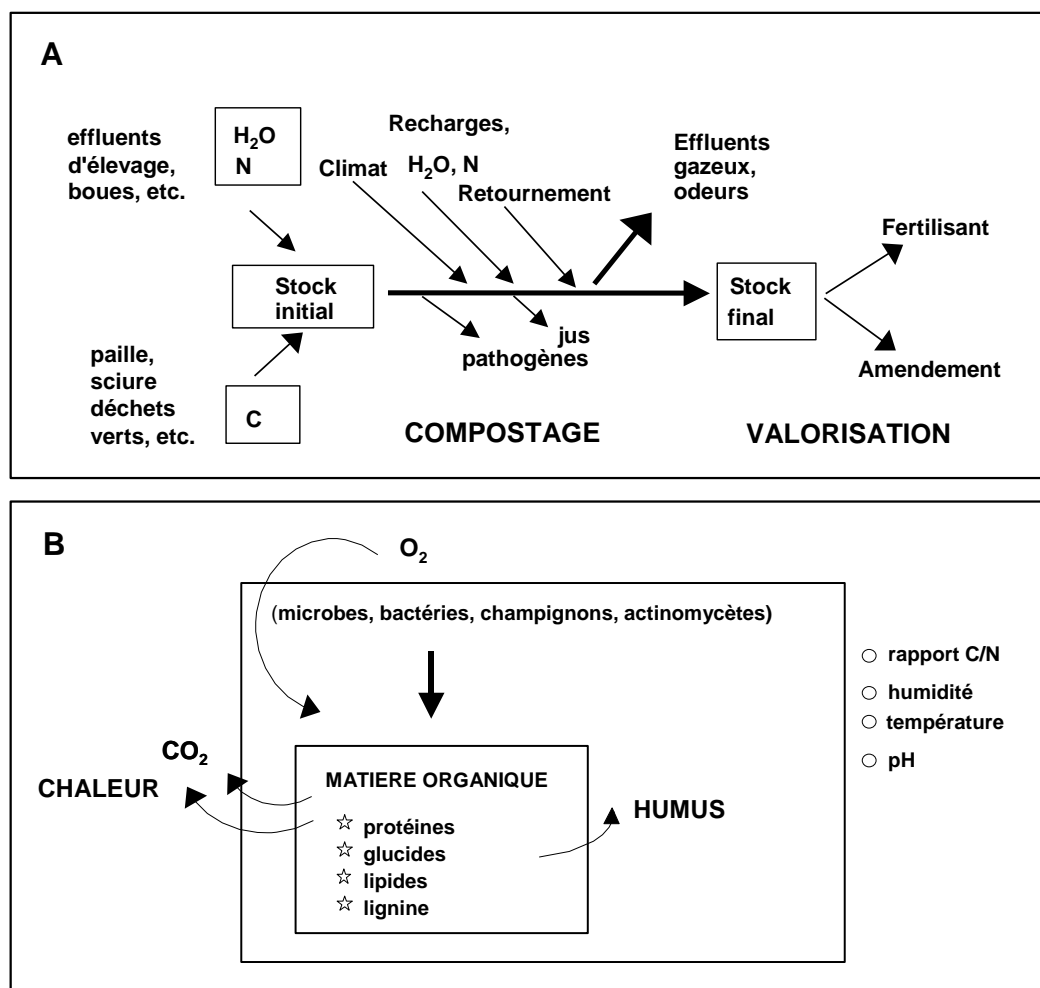 A
effluents
d'élevage,
boues, etc.
H₂O
N
Climat
Recharges,
H₂O, N
Retournement
Effluents
gazeux,
odeurs
Fertilisant
Stock
initial
Stock
final
jus
pathogènes
Amendement
paille,
sciure
déchets
verts, etc.
C
COMPOSTAGE
VALORISATION
B
O₂
(microbes, bactéries, champignons, actinomycètes)
rapport C/N
humidité
température
pH
CO₂
CHALEUR
MATIERE ORGANIQUE
protéines
glucides
lipides
lignine
HUMUS